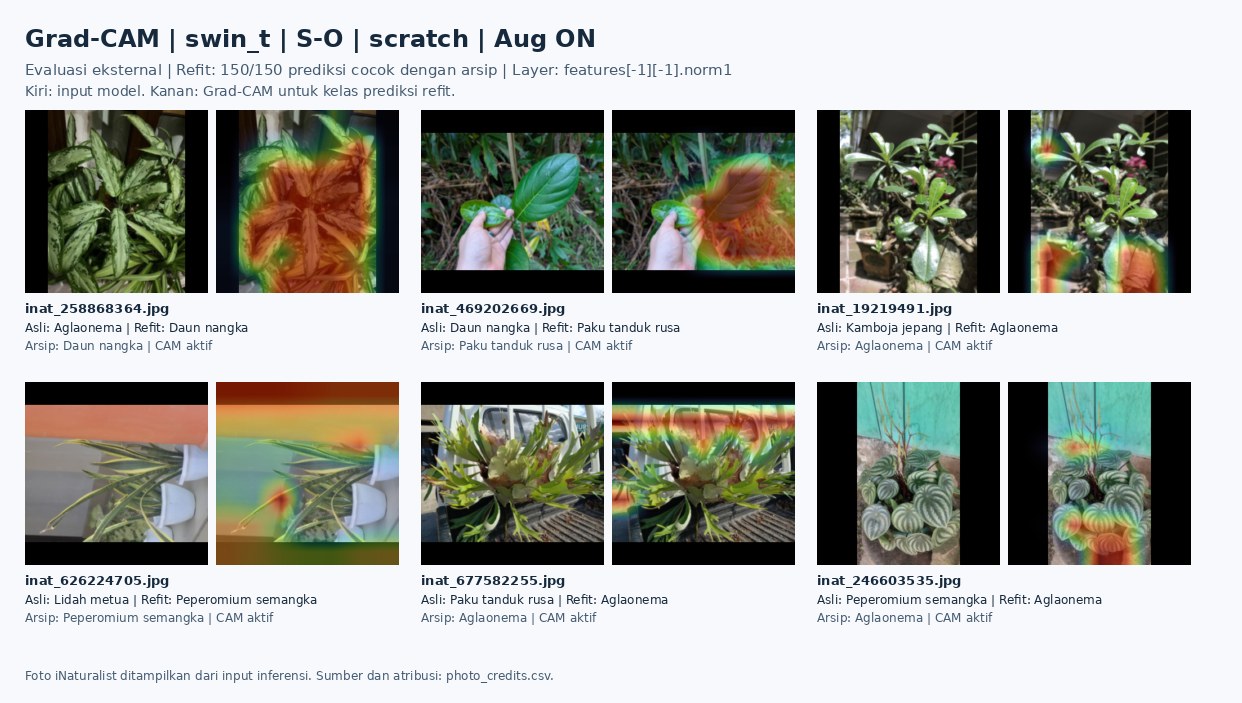 Grad-CAM | swin_t | S-O | scratch | Aug ON
Evaluasi eksternal | Refit: 150/150 prediksi cocok dengan arsip | Layer: features[-1][-1].norm1
Kiri: input model. Kanan: Grad-CAM untuk kelas prediksi refit.
inat_258868364.jpg
Asli: Aglaonema | Refit: Daun nangka
Arsip: Daun nangka | CAM aktif
inat_469202669.jpg
Asli: Daun nangka | Refit: Paku tanduk rusa
Arsip: Paku tanduk rusa | CAM aktif
inat_19219491.jpg
Asli: Kamboja jepang | Refit: Aglaonema
Arsip: Aglaonema | CAM aktif
inat_626224705.jpg
Asli: Lidah metua | Refit: Peperomium semangka
Arsip: Peperomium semangka | CAM aktif
inat_677582255.jpg
Asli: Paku tanduk rusa | Refit: Aglaonema
Arsip: Aglaonema | CAM aktif
inat_246603535.jpg
Asli: Peperomium semangka | Refit: Aglaonema
Arsip: Aglaonema | CAM aktif
Foto iNaturalist ditampilkan dari input inferensi. Sumber dan atribusi: photo_credits.csv.